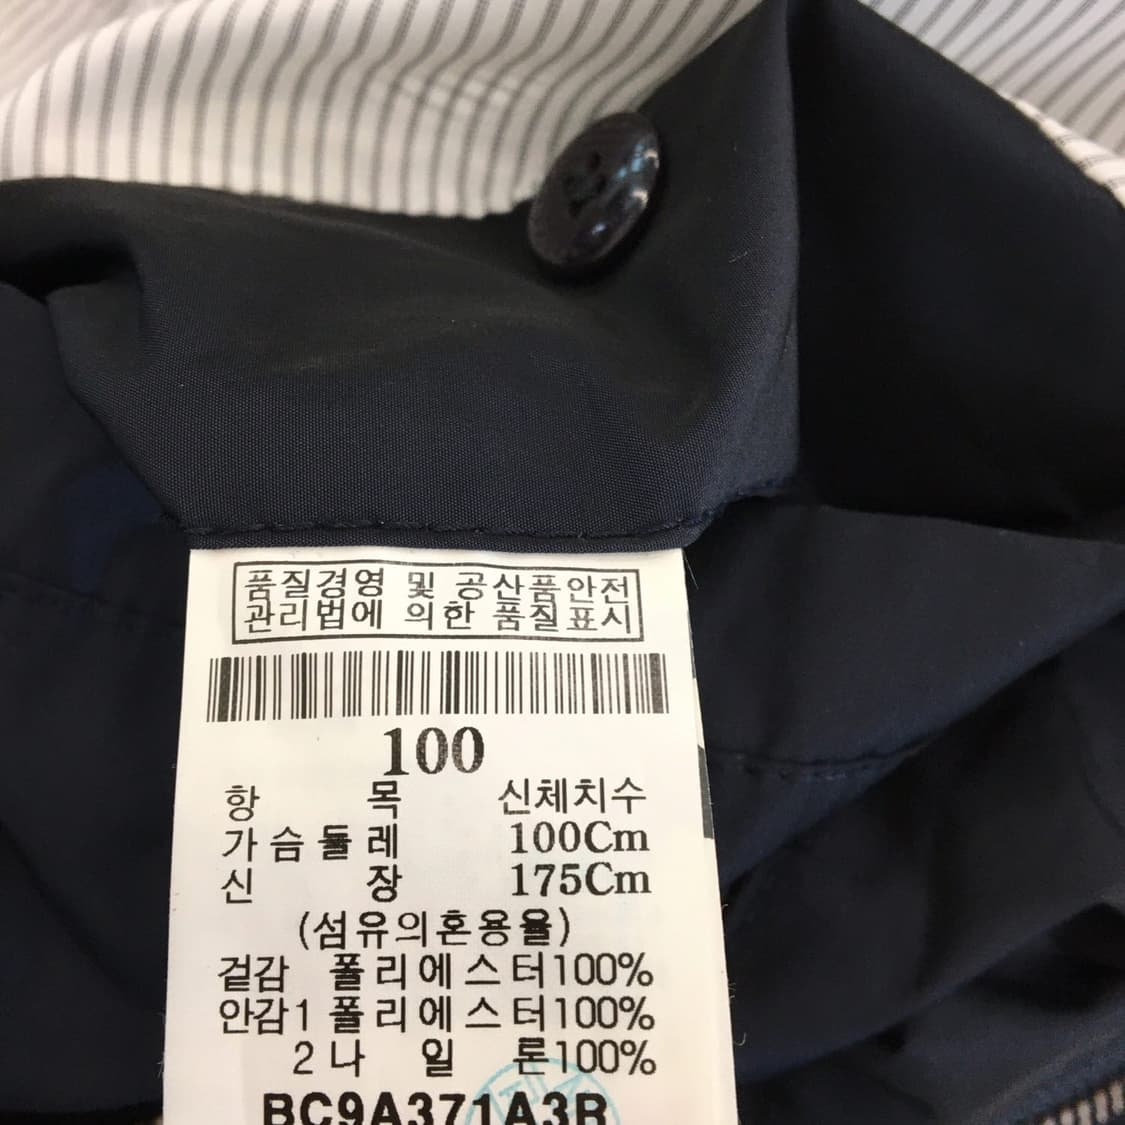 품질경영 및 공산품안전
관리법에 의한 품질표시
100
항 목 신체치수
가슴둘레 100Cm
신 장 175Cm
(섬유의혼용율)
겉감 폴리에스터100%
안감1 폴리에스터100%
2나 일 론100%